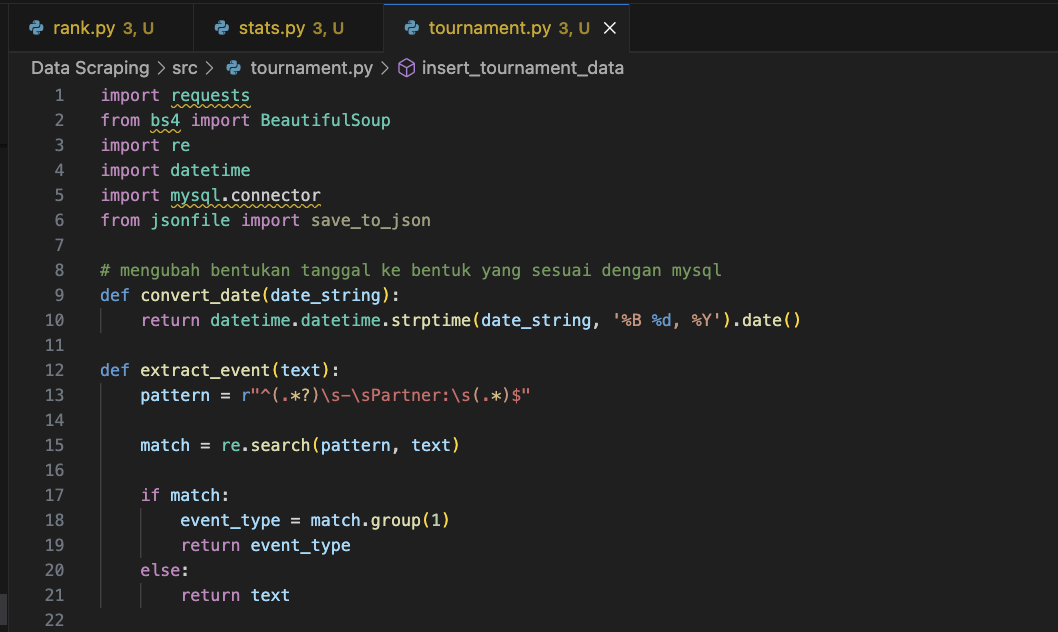 rank.py 3, U stats.py 3, U tournament.py 3, U
Data Scraping > src > tournament.py > insert_tournament_data
1 import requests
2 from bs4 import BeautifulSoup
3 import re
4 import datetime
5 import mysql.connector
6 from jsonfile import save_to_json
7
8 # mengubah bentukan tanggal ke bentuk yang sesuai dengan mysql
9 def convert_date(date_string):
10     return datetime.datetime.strptime(date_string, '%B %d, %Y').date()
11
12 def extract_event(text):
13     pattern = r"^(.*?)\s-\sPartner:\s(.*)$"
14
15     match = re.search(pattern, text)
16
17     if match:
18         event_type = match.group(1)
19         return event_type
20     else:
21         return text
22